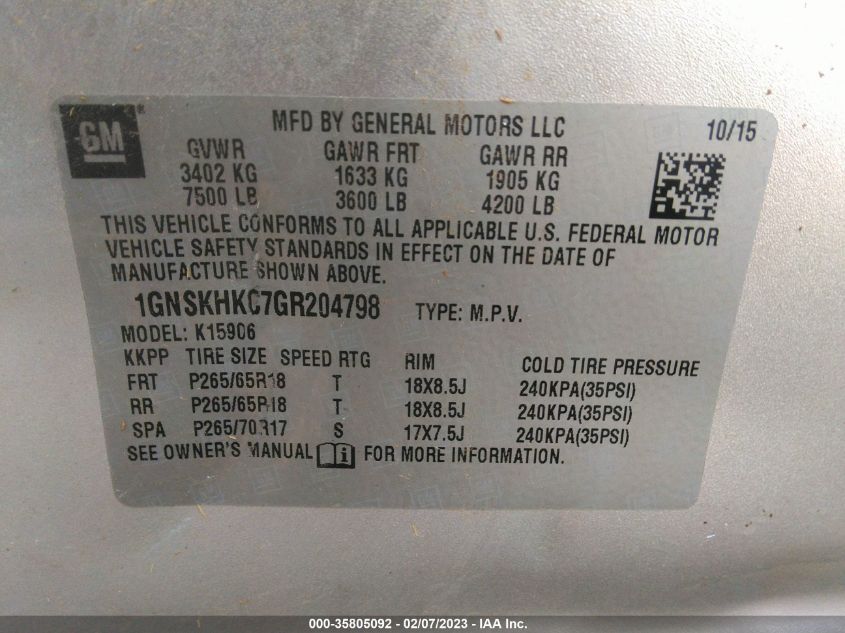 GM ®
MFD BY GENERAL MOTORS LLC 10/15
GVWR GAWR FRT GAWR RR
3402 KG 1633 KG 1905 KG
7500 LB 3600 LB 4200 LB
THIS VEHICLE CONFORMS TO ALL APPLICABLE U.S. FEDERAL MOTOR
VEHICLE SAFETY STANDARDS IN EFFECT ON THE DATE OF
MANUFACTURE SHOWN ABOVE.
1GNSKHKC7GR204798 TYPE: M.P.V.
MODEL: K15906
KKPP TIRE SIZE SPEED RTG RIM COLD TIRE PRESSURE
FRT P265/65R18 T 18X8.5J 240KPA(35PSI)
RR P265/65R18 T 18X8.5J 240KPA(35PSI)
SPA P265/70R17 S 17X7.5J 240KPA(35PSI)
SEE OWNER'S MANUAL i FOR MORE INFORMATION.
000-35805092 - 02/07/2023 - IAA Inc.